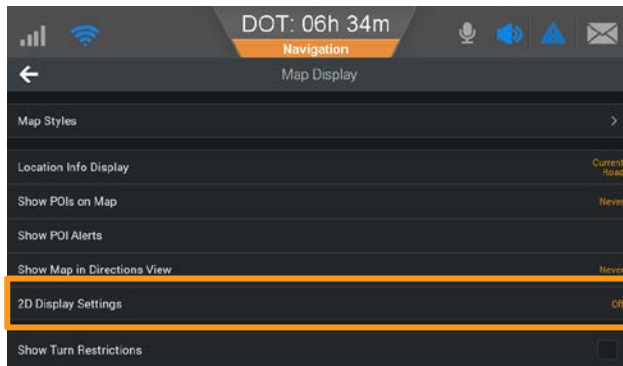 DOT: 06h 34m
Navigation
Map Display
Map Styles
Location Info Display
Current
Road
Show POIs on Map
Never
Show POI Alerts
Show Map in Directions View
Never
2D Display Settings
Off
Show Turn Restrictions